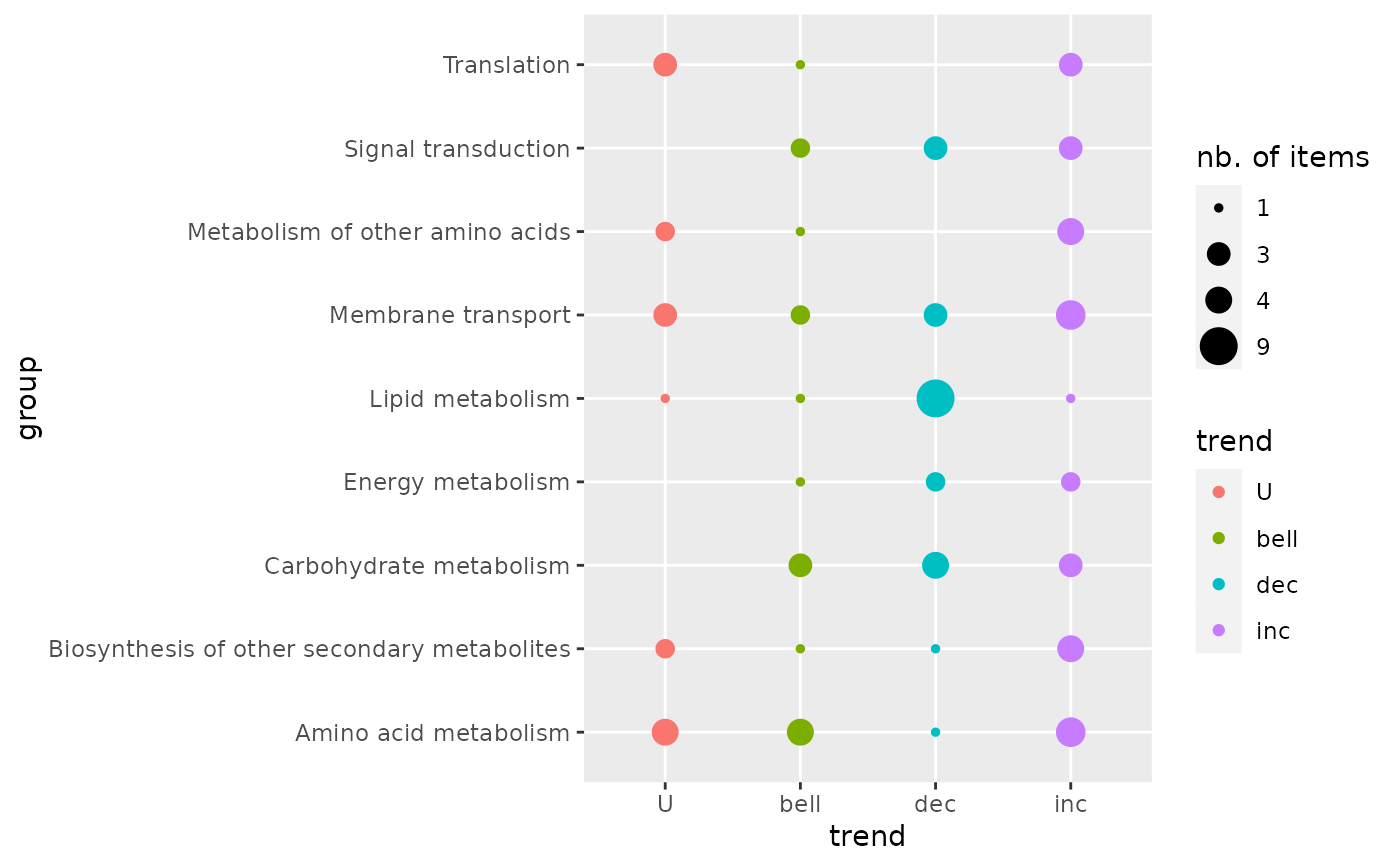 Translation
Signal transduction
Metabolism of other amino acids
Membrane transport
Lipid metabolism
Energy metabolism
Carbohydrate metabolism
Biosynthesis of other secondary metabolites
Amino acid metabolism
group
U
bell
dec
inc
trend
nb. of items
1
3
4
9
trend
U
bell
dec
inc